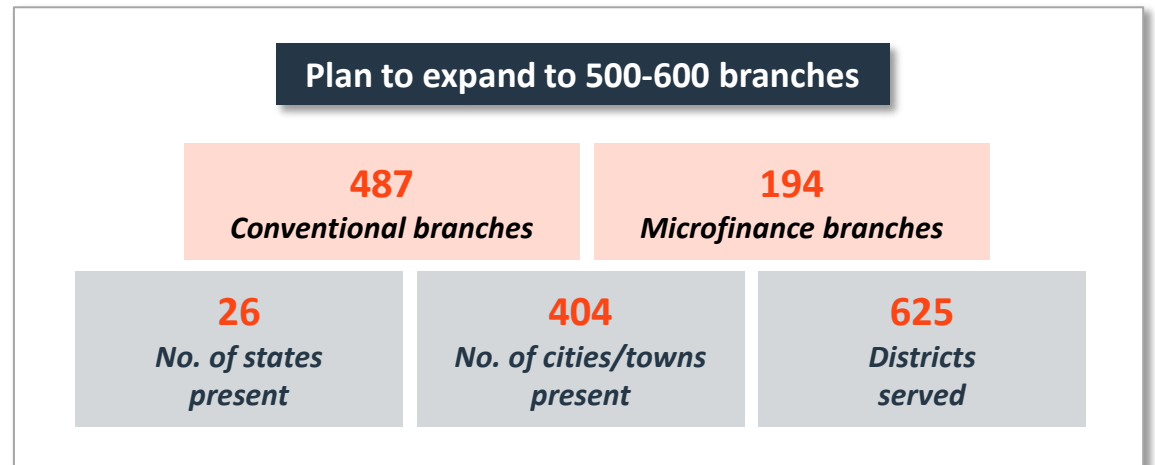 Plan to expand to 500-600 branches
487
Conventional branches
194
Microfinance branches
26
No. of states
present
404
No. of cities/towns
present
625
Districts
served